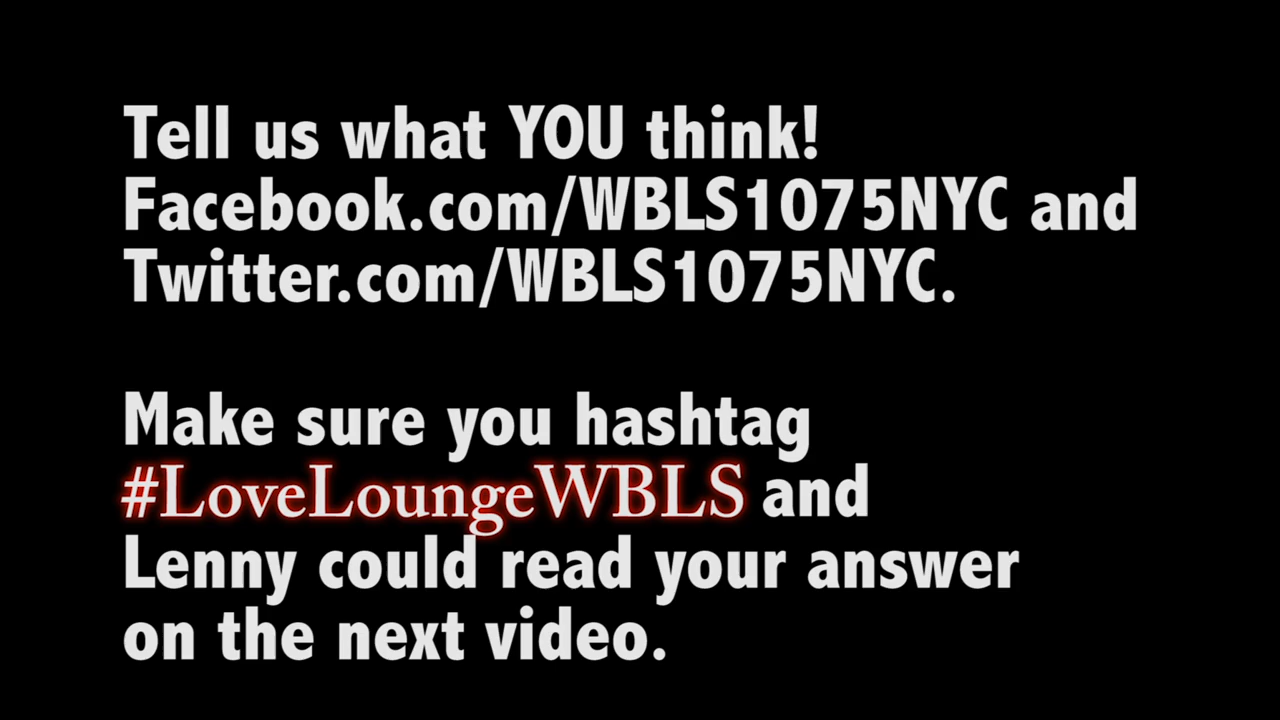 Tell us what YOU think!
Facebook.com/WBLS1075NYC and
Twitter.com/WBLS1075NYC.
Make sure you hashtag
#LoveLoungeWBLS and
Lenny could read your answer
on the next video.